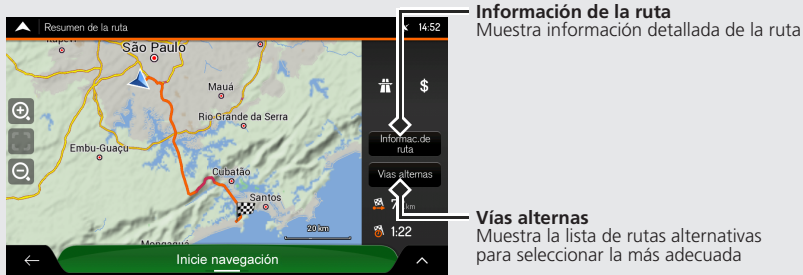 Resumen de la ruta
14:52
São Paulo
Mauá
Rio Grande da Serra
Embu-Guaçu
Cubatão
Santos
20 km
$
Informac.de
ruta
Vias alternas
km
1:22
Inicie navegación
Información de la ruta
Muestra información detallada de la ruta
Vías alternas
Muestra la lista de rutas alternativas
para seleccionar la más adecuada